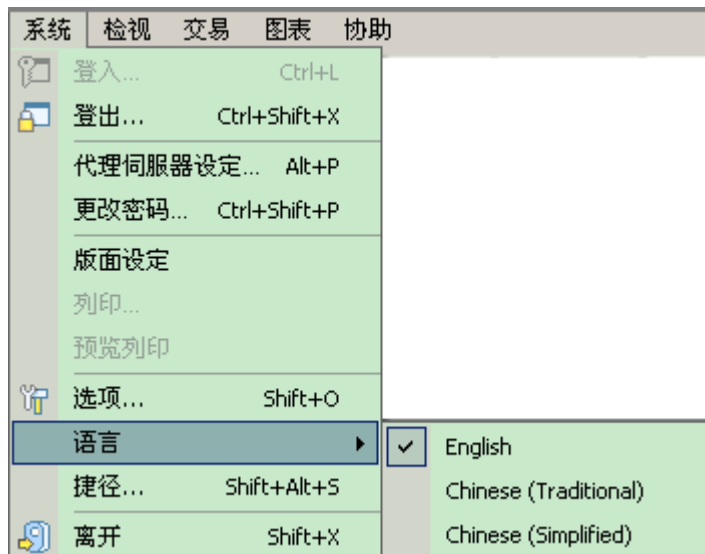 系统 检视 交易 图表 协助
登入... Ctrl+L
登出... Ctrl+Shift+X
代理伺服器设定... Alt+P
更改密码... Ctrl+Shift+P
版面设定
列印...
预览列印
选项... Shift+O
语言 English
捷径... Shift+Alt+S Chinese (Traditional)
离开 Shift+X Chinese (Simplified)